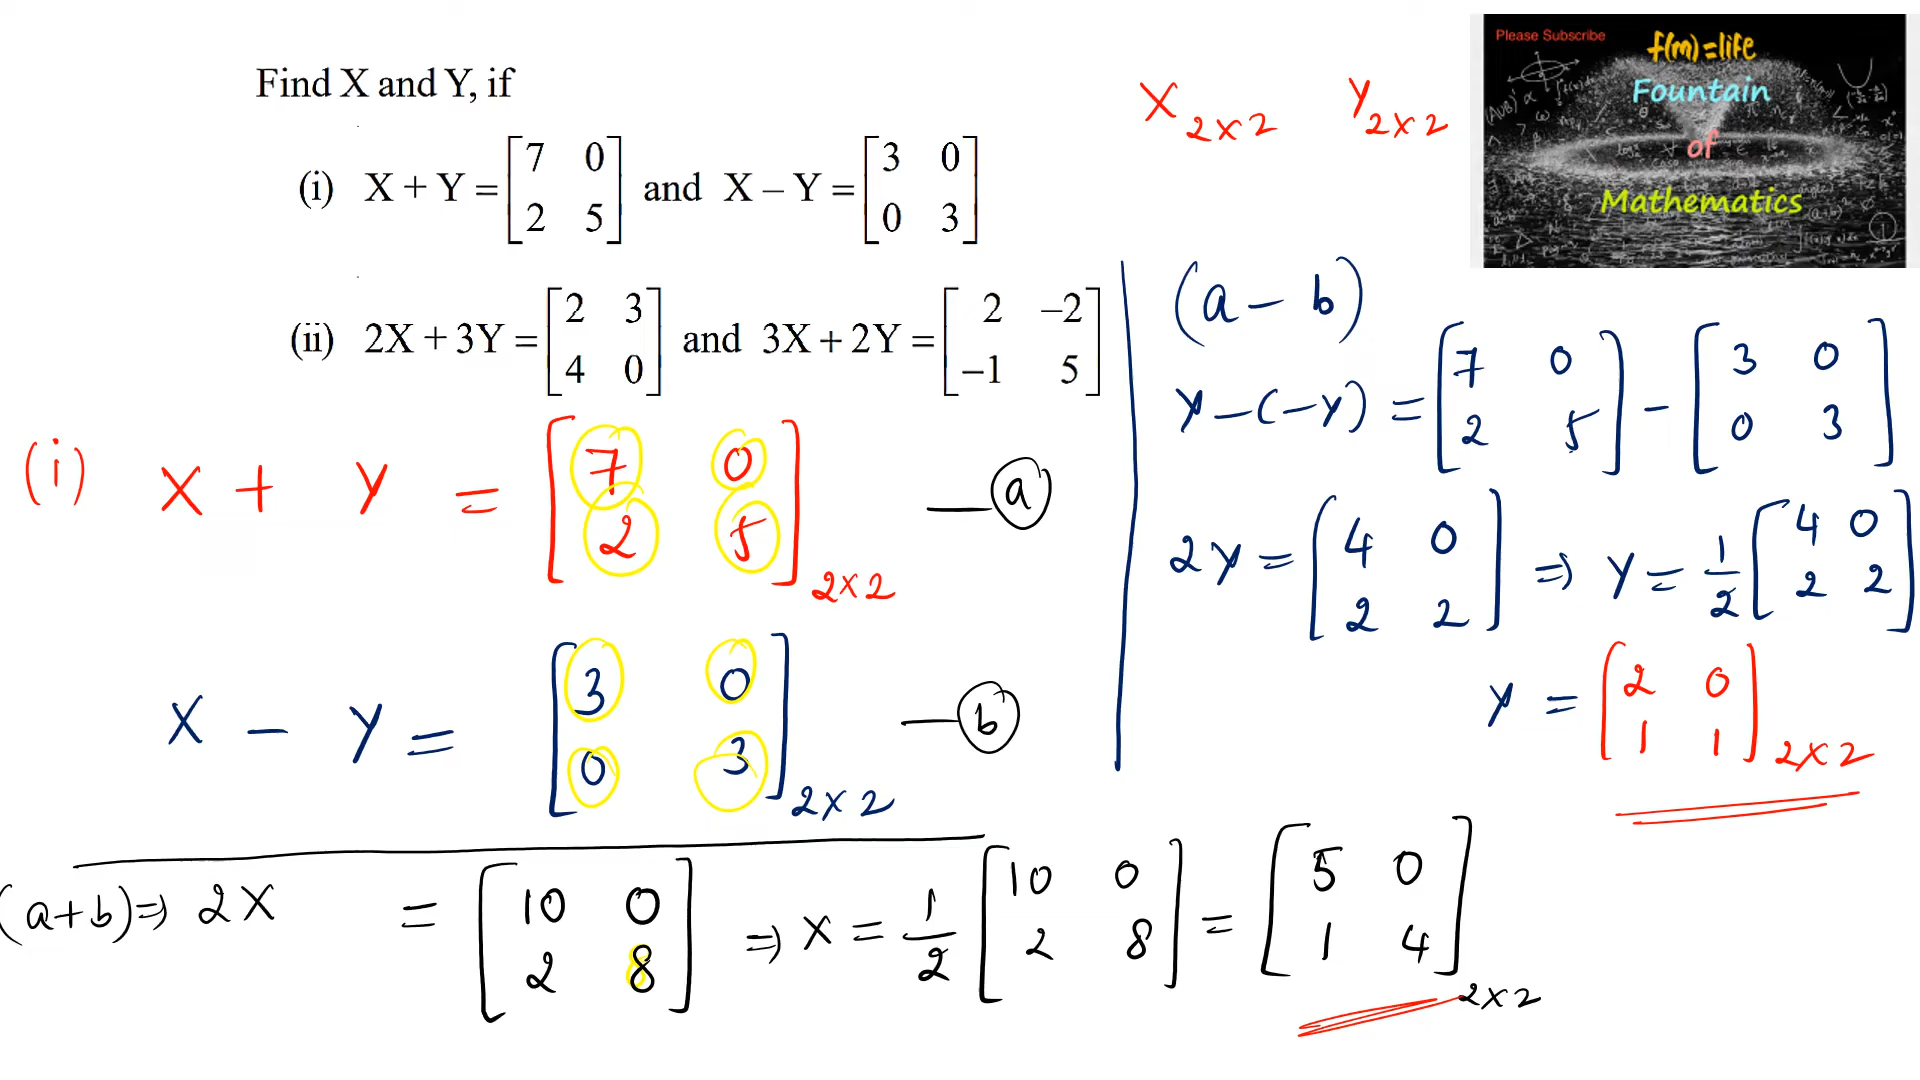 Find X and Y, if
(i) X + Y = [7 0; 2 5] and X – Y = [3 0; 0 3]
(ii) 2X + 3Y = [2 3; 4 0] and 3X + 2Y = [2 –2; –1 5]
X 2×2 Y 2×2
Please Subscribe
f(m)=life
Fountain
of
Mathematics
(i) X + Y = [7 0; 2 5] 2×2 — (a)
X – Y = [3 0; 0 3] 2×2 — (b)
(a+b) ⇒ 2X = [10 0; 2 8] ⇒ X = 1/2 [10 0; 2 8] = [5 0; 1 4] 2×2
(a – b)
Y – (–Y) = [7 0; 2 5] – [3 0; 0 3]
2Y = [4 0; 2 2] ⇒ Y = 1/2 [4 0; 2 2]
Y = [2 0; 1 1] 2×2